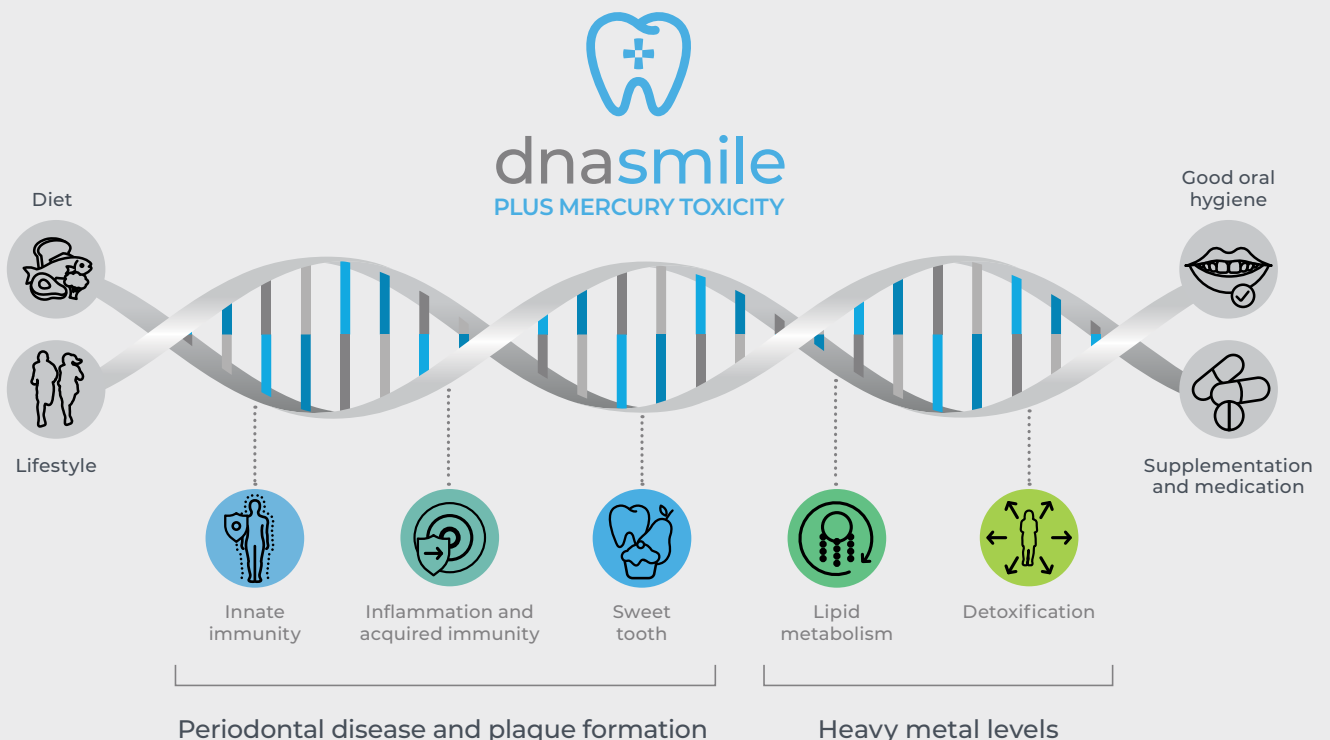 dnasmile
PLUS MERCURY TOXICITY
Diet
Good oral
hygiene
Lifestyle
Supplementation
and medication
Innate
immunity
Inflammation and
acquired immunity
Sweet
tooth
Lipid
metabolism
Detoxification
Periodontal disease and plaque formation
Heavy metal levels